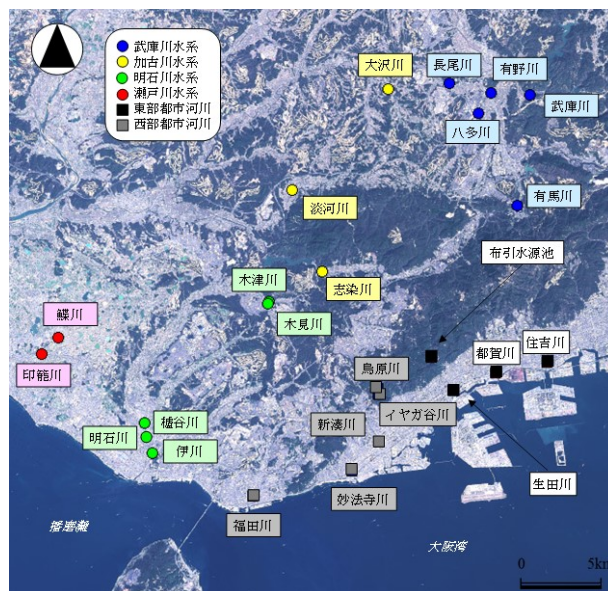 武庫川水系
加古川水系
明石川水系
瀬戸川水系
東部都市河川
西部都市河川
大沢川
長尾川
有野川
武庫川
八多川
淡河川
有馬川
布引水源池
木津川
志染川
木見川
鰈川
印籠川
烏原川
都賀川
住吉川
イヤガ谷川
新湊川
櫨谷川
明石川
伊川
妙法寺川
生田川
福田川
播磨灘
大阪湾
0 5km